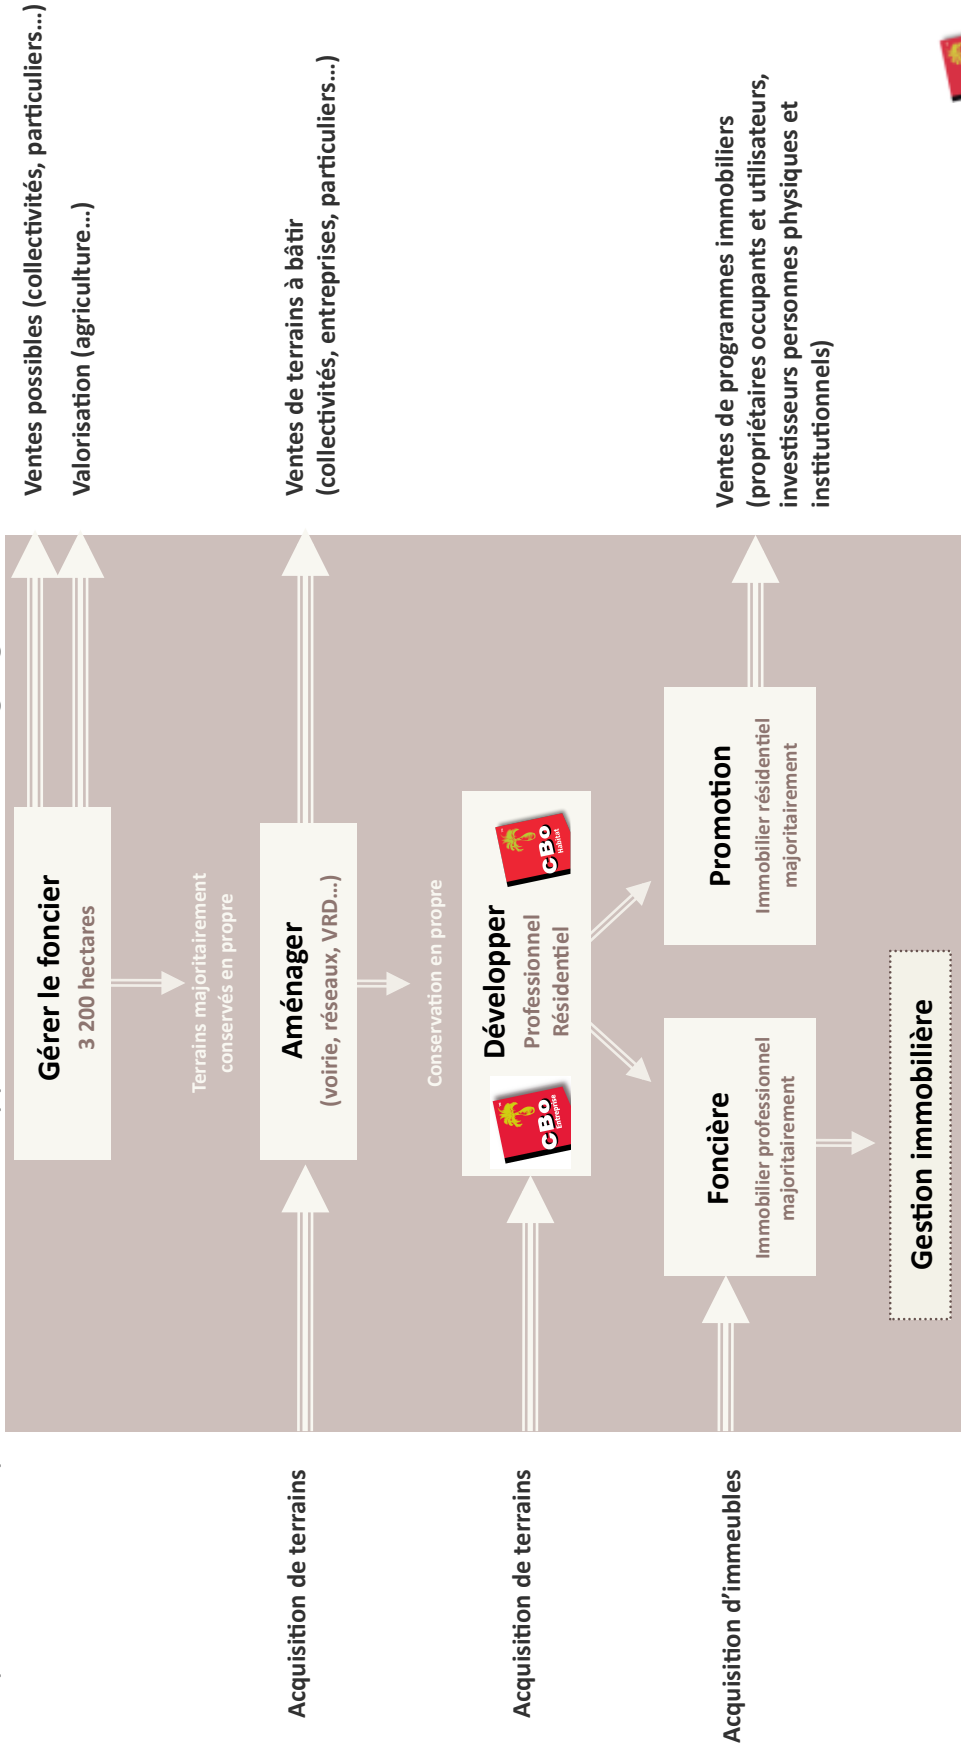 Ventes possibles (collectivités, particuliers...)
Valorisation (agriculture...)
Gérer le foncier
3 200 hectares
Terrains majoritairement
conservés en propre
Acquisition de terrains
Aménager
(voirie, réseaux, VRD...)
Ventes de terrains à bâtir
(collectivités, entreprises, particuliers...)
Conservation en propre
Acquisition de terrains
CBo
Entreprise
Développer
Professionnel
Résidentiel
CBo
Habitat
Acquisition d’immeubles
Foncière
Immobilier professionnel
majoritairement
Promotion
Immobilier résidentiel
majoritairement
Ventes de programmes immobiliers
(propriétaires occupants et utilisateurs,
investisseurs personnes physiques et
institutionnels)
Gestion immobilière